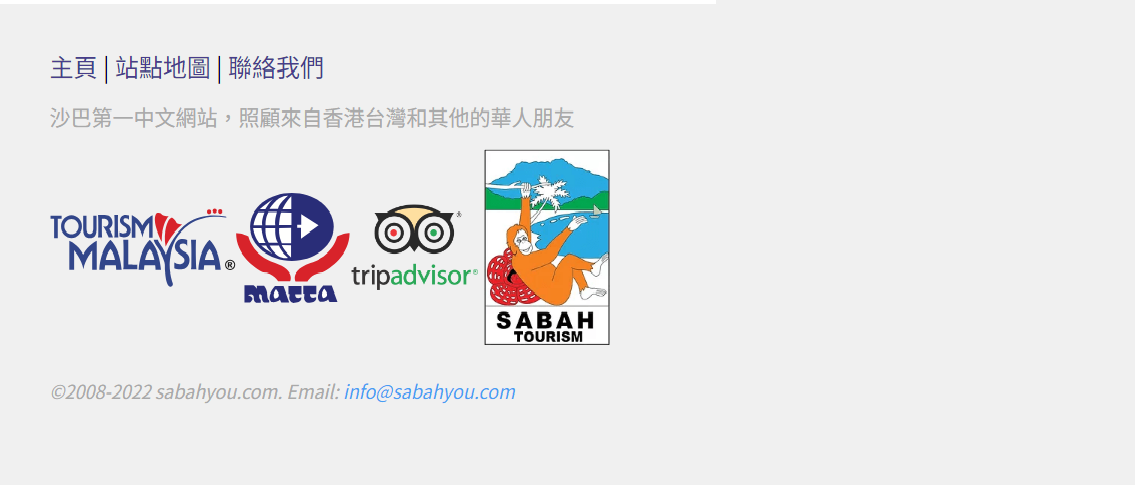 主頁 | 站點地圖 | 聯絡我們
沙巴第一中文網站，照顧來自香港台灣和其他的華人朋友
TOURISM
MALAYSIA®
matta
tripadvisor®
SABAH
TOURISM
©2008-2022 sabahyou.com. Email: info@sabahyou.com